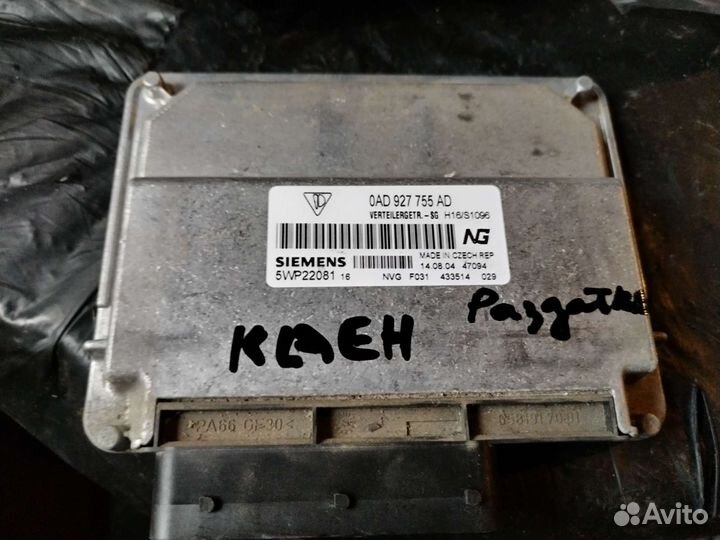 0AD 927 755 AD
VERTEILERGETR.-SG H16/S1096
NG
SIEMENS MADE IN CZECH REP
14.08.04 47094
5WP22081 16 NVG F031 433514 029
Раздатка
КАЕН
>PA66 GF30<
Avito